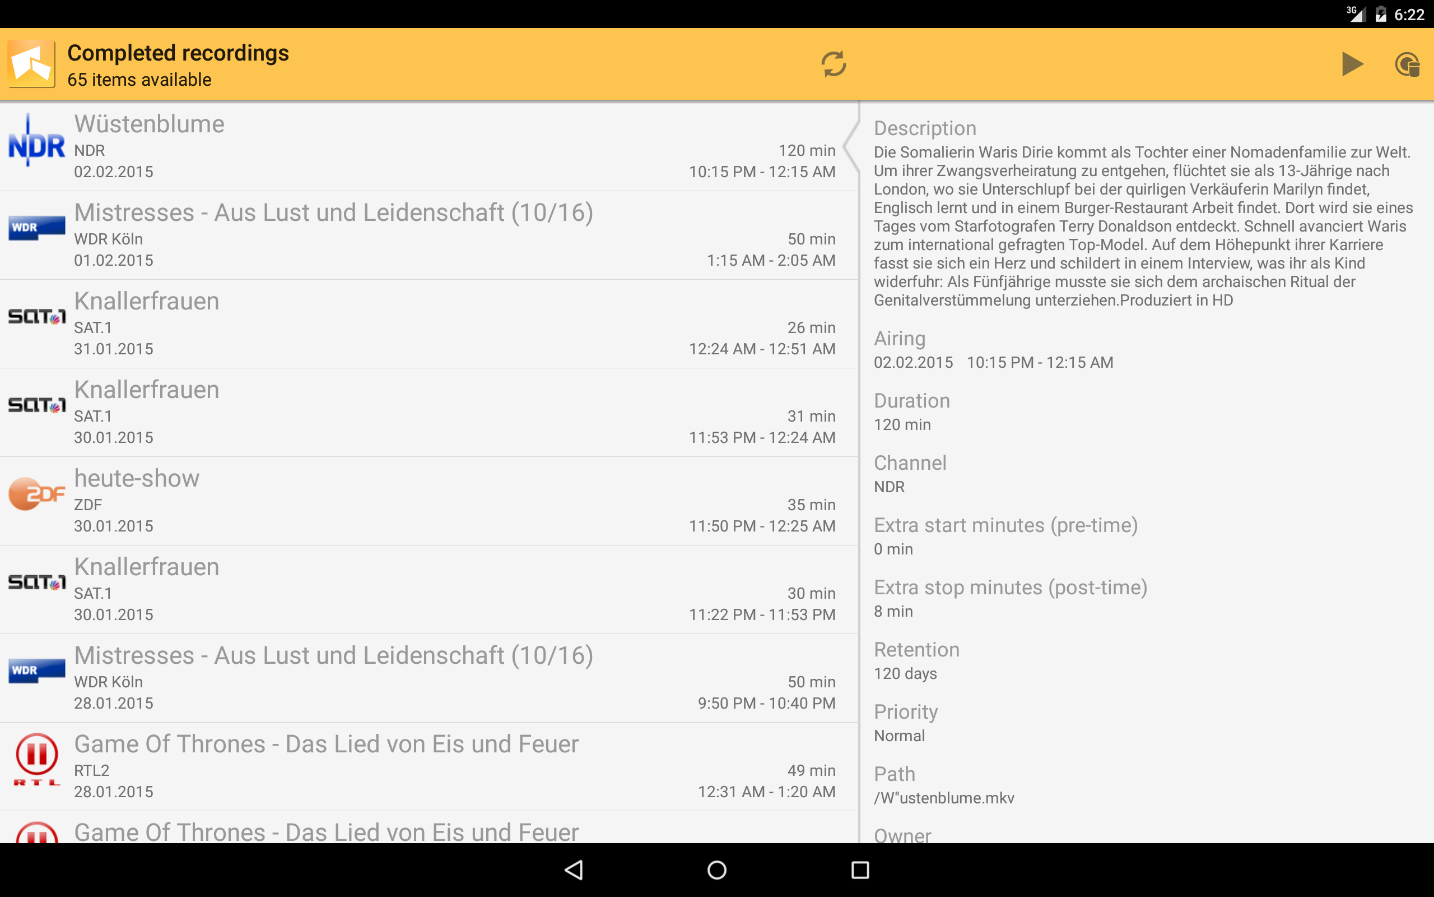 3G 6:22
Completed recordings
65 items available
Wüstenblume
NDR
NDR
120 min
02.02.2015
10:15 PM - 12:15 AM
Mistresses - Aus Lust und Leidenschaft (10/16)
WDR
WDR Köln
50 min
01.02.2015
1:15 AM - 2:05 AM
Knallerfrauen
SAT.1
SAT.1
26 min
31.01.2015
12:24 AM - 12:51 AM
Knallerfrauen
SAT.1
SAT.1
31 min
30.01.2015
11:53 PM - 12:24 AM
heute-show
ZDF
ZDF
35 min
30.01.2015
11:50 PM - 12:25 AM
Knallerfrauen
SAT.1
SAT.1
30 min
30.01.2015
11:22 PM - 11:53 PM
Mistresses - Aus Lust und Leidenschaft (10/16)
WDR
WDR Köln
50 min
28.01.2015
9:50 PM - 10:40 PM
Game Of Thrones - Das Lied von Eis und Feuer
RTL
RTL2
49 min
28.01.2015
12:31 AM - 1:20 AM
Game Of Thrones - Das Lied von Eis und Feuer
Description
Die Somalierin Waris Dirie kommt als Tochter einer Nomadenfamilie zur Welt.
Um ihrer Zwangsverheiratung zu entgehen, flüchtet sie als 13-Jährige nach
London, wo sie Unterschlupf bei der quirligen Verkäuferin Marilyn findet,
Englisch lernt und in einem Burger-Restaurant Arbeit findet. Dort wird sie eines
Tages vom Starfotografen Terry Donaldson entdeckt. Schnell avanciert Waris
zum international gefragten Top-Model. Auf dem Höhepunkt ihrer Karriere
fasst sie sich ein Herz und schildert in einem Interview, was ihr als Kind
widerfuhr: Als Fünfjährige musste sie sich dem archaischen Ritual der
Genitalverstümmelung unterziehen.Produziert in HD
Airing
02.02.2015 10:15 PM - 12:15 AM
Duration
120 min
Channel
NDR
Extra start minutes (pre-time)
0 min
Extra stop minutes (post-time)
8 min
Retention
120 days
Priority
Normal
Path
/W"ustenblume.mkv
Owner